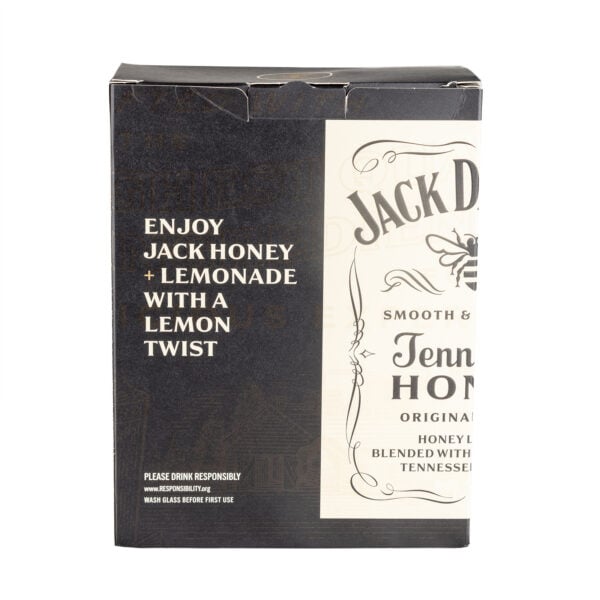 ENJOY
JACK HONEY
+ LEMONADE
WITH A
LEMON
TWIST
PLEASE DRINK RESPONSIBLY
www.RESPONSIBILITY.org
WASH GLASS BEFORE FIRST USE
JACK D
SMOOTH &
Tenn
HON
ORIGINA
HONEY L
BLENDED WITH
TENNESSE